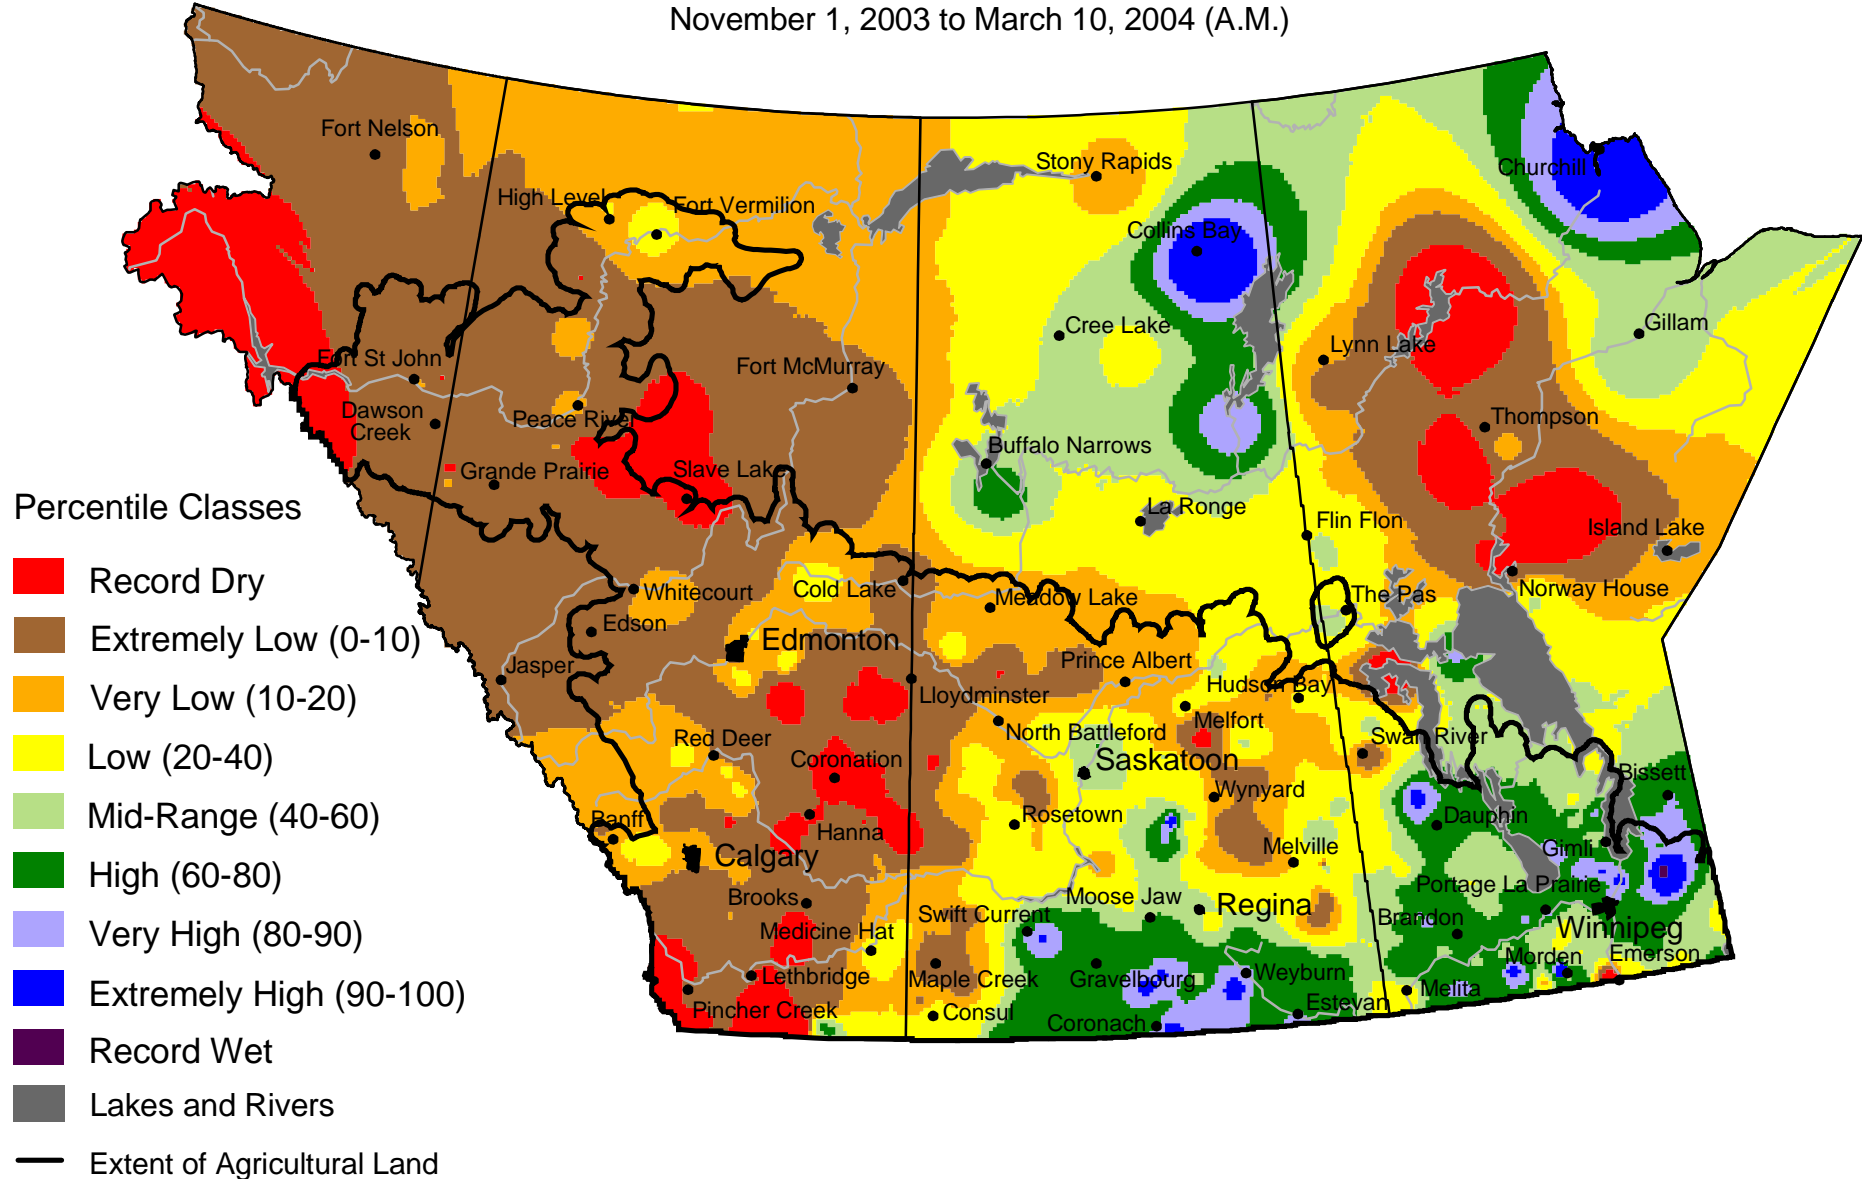 November 1, 2003 to March 10, 2004 (A.M.)
Fort Nelson
Stony Rapids
Churchill
High Level
Fort Vermilion
Collins Bay
Cree Lake
Gillam
Lynn Lake
Fort St John
Fort McMurray
Dawson
Creek
Peace River
Thompson
Buffalo Narrows
Grande Prairie
Slave Lake
La Ronge
Flin Flon
Island Lake
Whitecourt
Cold Lake
Meadow Lake
The Pas
Norway House
Edson
Edmonton
Jasper
Prince Albert
Lloydminster
Hudson Bay
North Battleford
Melfort
Red Deer
Coronation
Saskatoon
Swan River
Bissett
Wynyard
Banff
Hanna
Rosetown
Dauphin
Calgary
Melville
Gimli
Brooks
Moose Jaw
Regina
Portage La Prairie
Swift Current
Brandon
Winnipeg
Medicine Hat
Lethbridge
Maple Creek
Gravelbourg
Weyburn
Morden
Emerson
Pincher Creek
Consul
Coronach
Estevan
Melita
Percentile Classes
Record Dry
Extremely Low (0-10)
Very Low (10-20)
Low (20-40)
Mid-Range (40-60)
High (60-80)
Very High (80-90)
Extremely High (90-100)
Record Wet
Lakes and Rivers
Extent of Agricultural Land